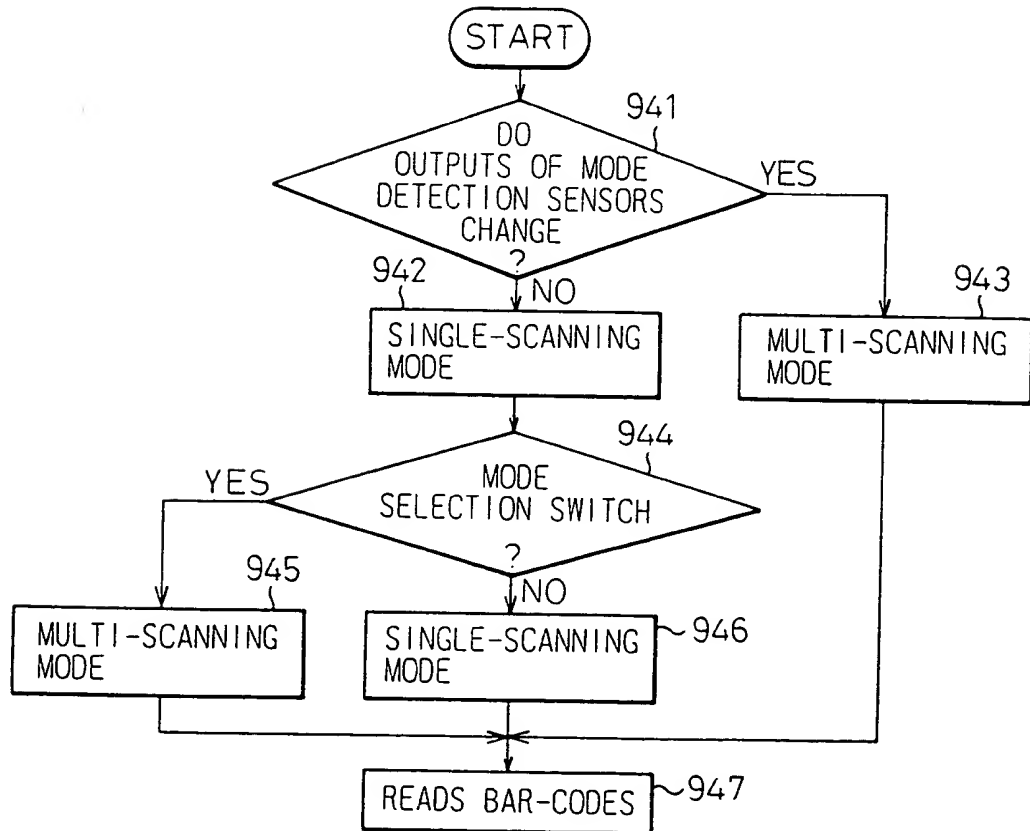 START
941
DO
OUTPUTS OF MODE
DETECTION SENSORS
CHANGE
?
YES
942
NO
943
SINGLE-SCANNING
MODE
MULTI-SCANNING
MODE
944
YES
MODE
SELECTION SWITCH
?
945
NO
MULTI-SCANNING
MODE
SINGLE-SCANNING
MODE
946
READS BAR-CODES
947